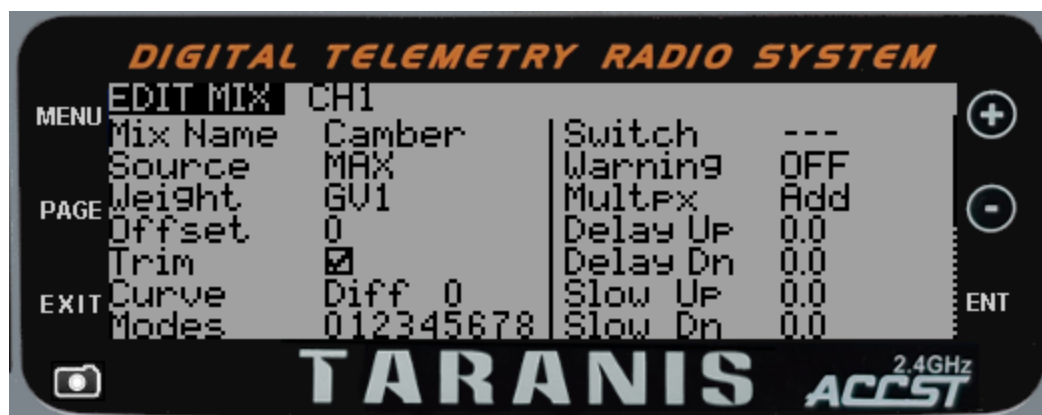 DIGITAL TELEMETRY RADIO SYSTEM
MENU
PAGE
EXIT
EDIT MIX CH1
Mix Name Camber
Source MAX
Weight GV1
Offset 0
Trim
Curve Diff 0
Modes 012345678
Switch ---
Warning OFF
Multpx Add
Delay Up 0.0
Delay Dn 0.0
Slow Up 0.0
Slow Dn 0.0
+
-
ENT
TARANIS
2.4GHz
ACCST